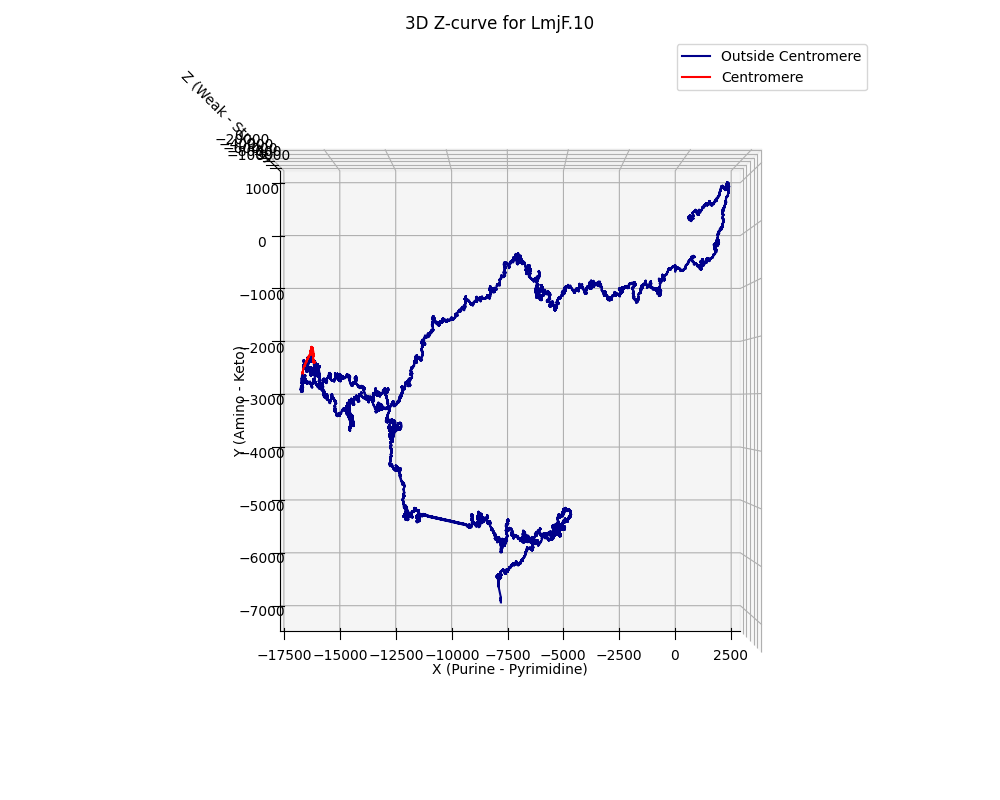 3D Z-curve for LmjF.10
Outside Centromere
Centromere
Z (Weak - St
1000
0
−1000
−2000
−3000
−4000
−5000
−6000
−7000
Y (Amino - Keto)
−17500 −15000 −12500 −10000 −7500 −5000 −2500 0 2500
X (Purine - Pyrimidine)